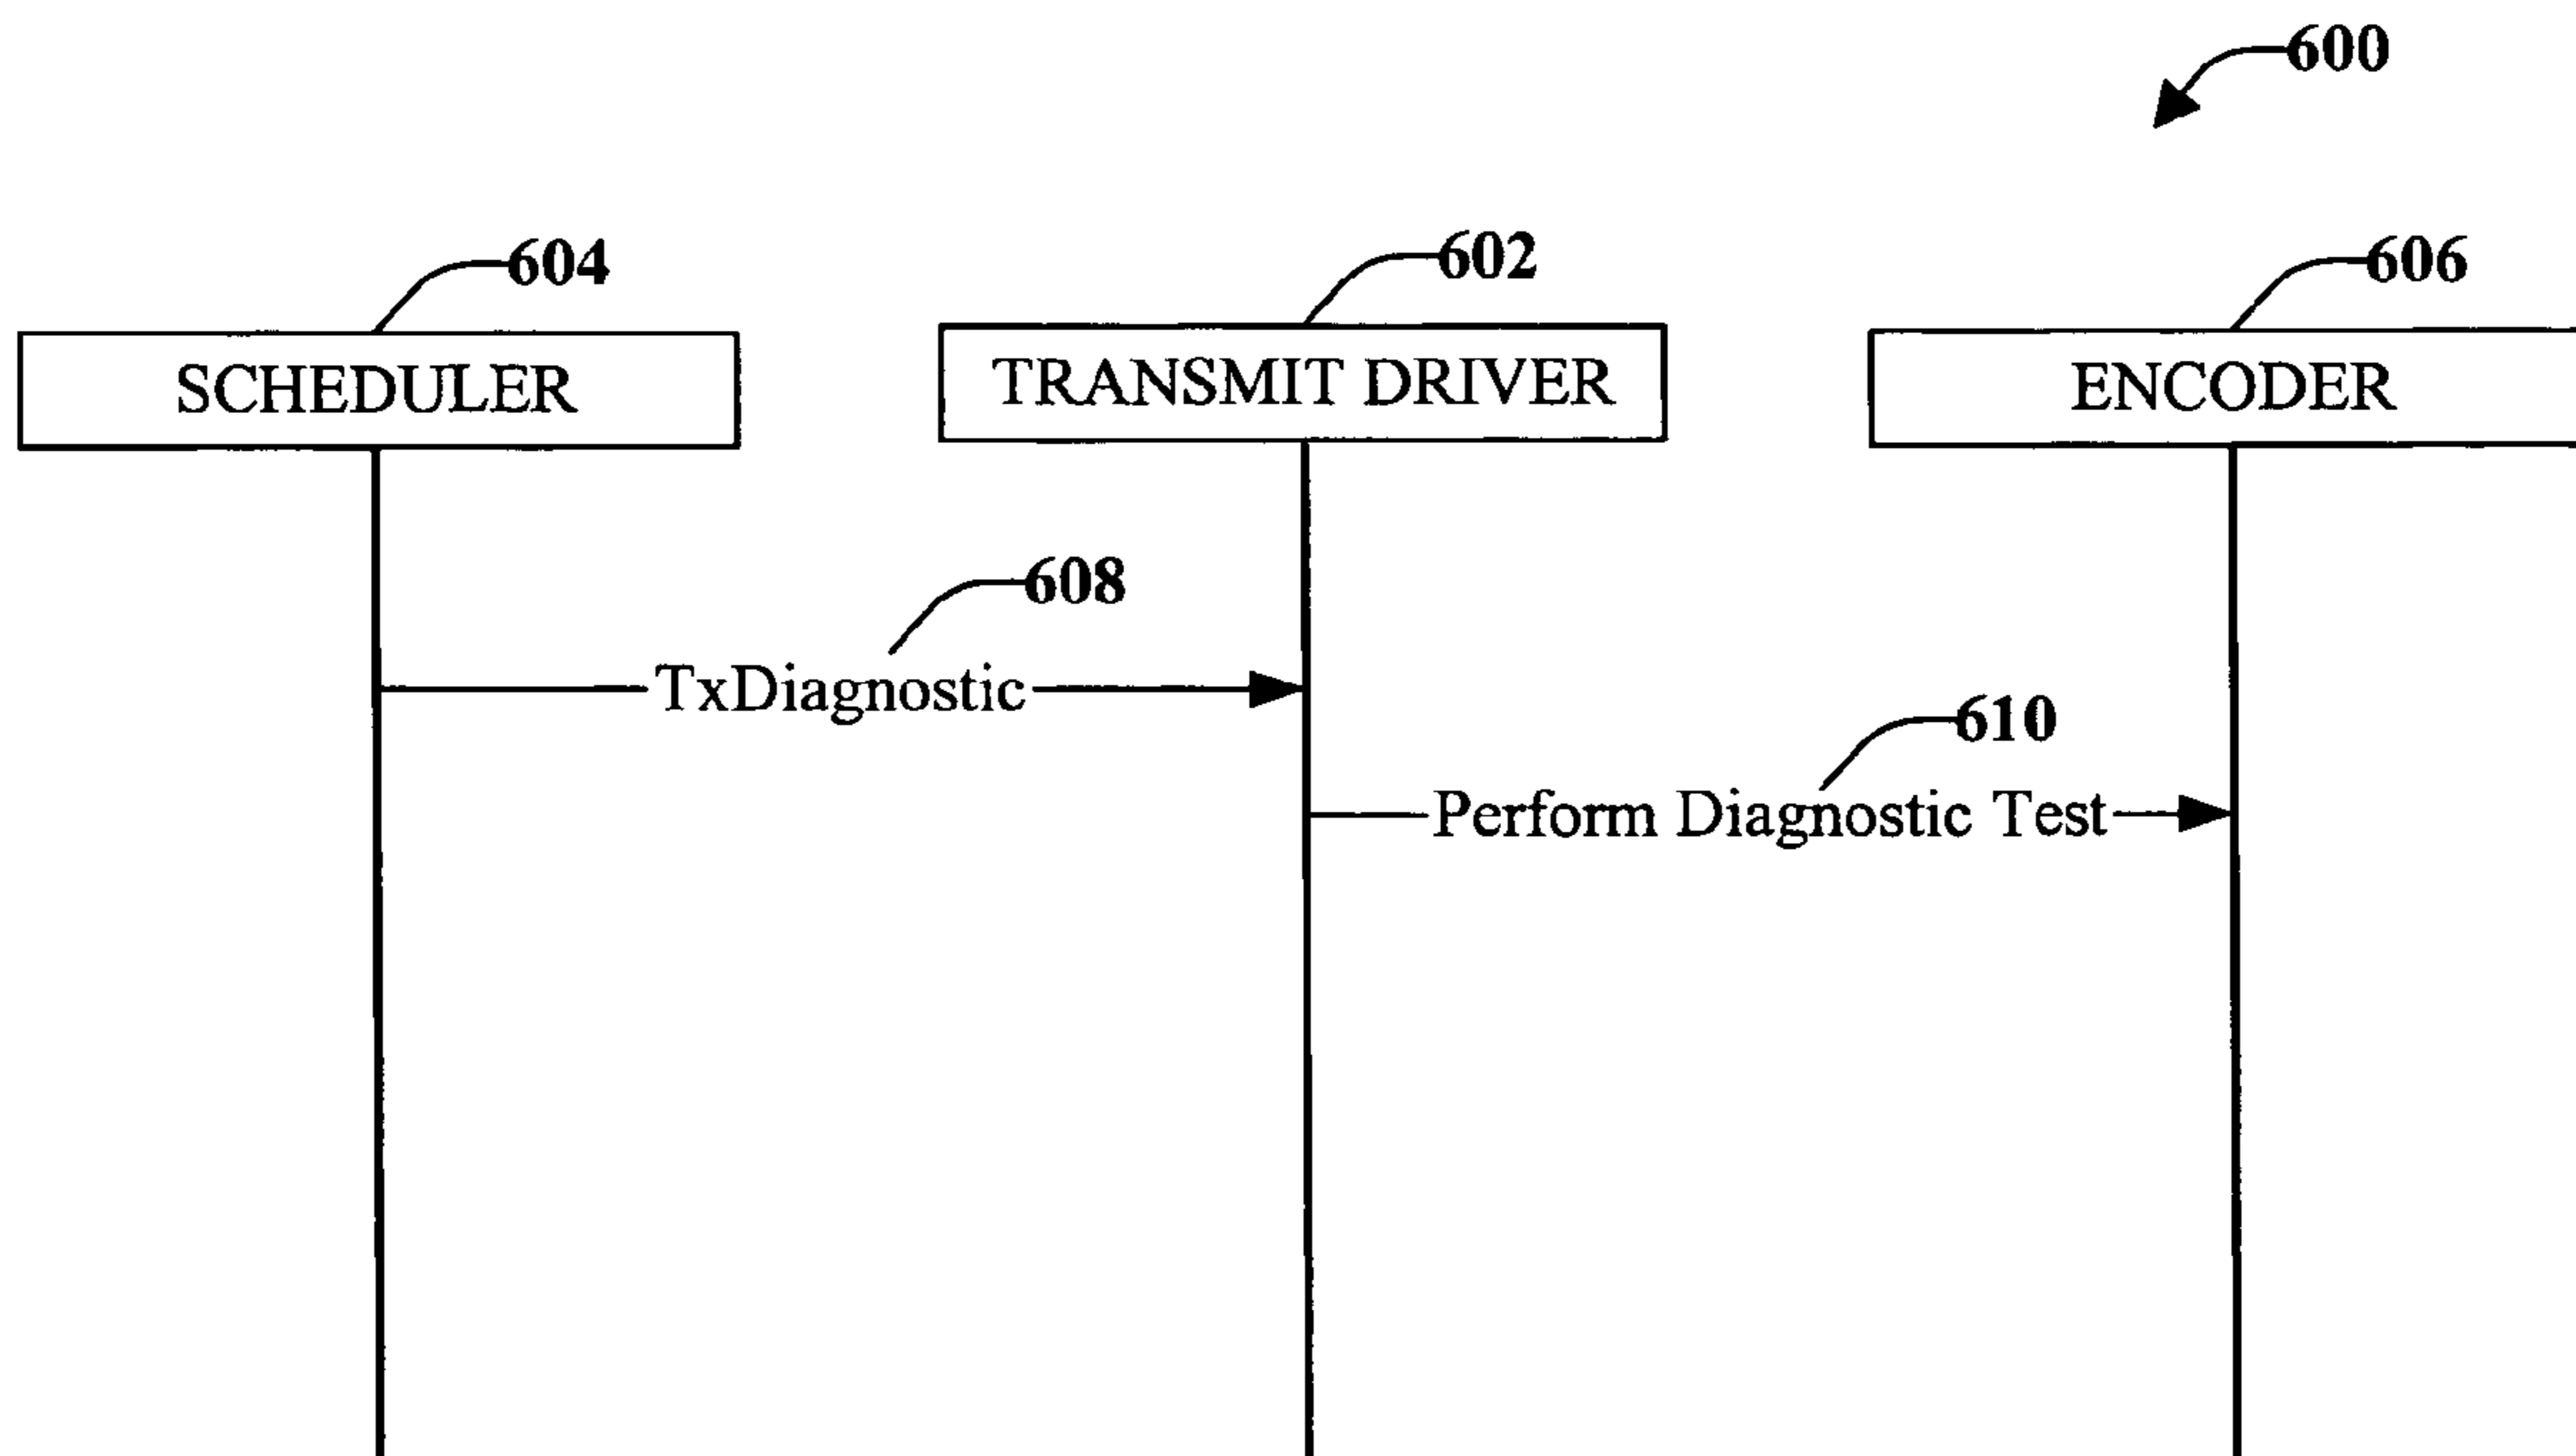 600
604
602
606
SCHEDULER
TRANSMIT DRIVER
ENCODER
608
TxDiagnostic
610
Perform Diagnostic Test